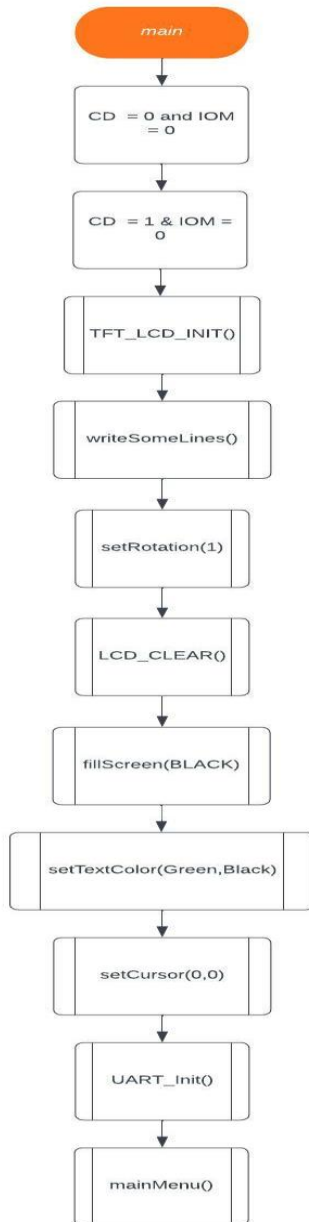 main
CD = 0 and IOM
= 0
CD = 1 & IOM =
0
TFT_LCD_INIT()
writeSomeLines()
setRotation(1)
LCD_CLEAR()
fillScreen(BLACK)
setTextColor(Green,Black)
setCursor(0,0)
UART_Init()
mainMenu()